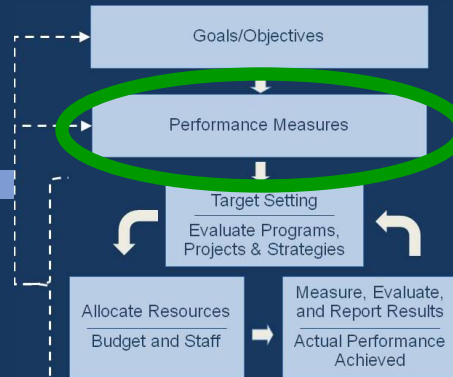 Goals/Objectives
Performance Measures
Target Setting
Evaluate Programs,
Projects & Strategies
Allocate Resources
Budget and Staff
Measure, Evaluate,
and Report Results
Actual Performance
Achieved